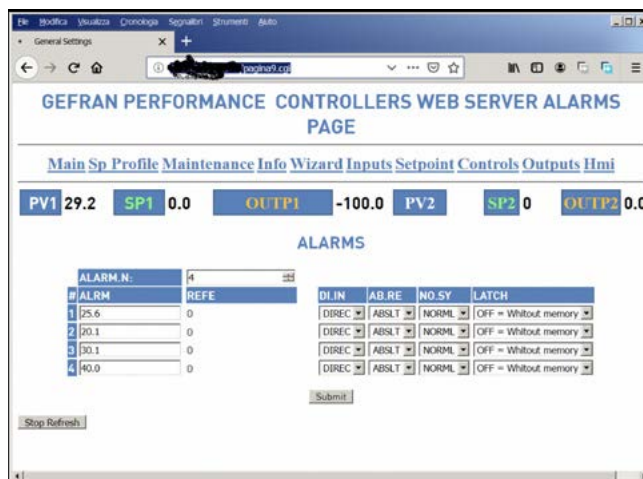 File Modifica Visualizza Cronologia Segnalibri Strumenti Aiuto
General Settings
pagina9.cgi
GEFRAN PERFORMANCE CONTROLLERS WEB SERVER ALARMS
PAGE
Main Sp Profile Maintenance Info Wizard Inputs Setpoint Controls Outputs Hmi
PV1 29.2 SP1 0.0 OUTP1 -100.0 PV2 SP2 0 OUTP2 0.0
ALARMS
ALARM.N: 4
# ALRM REFE DI.IN AB.RE NO.SY LATCH
1 25.6 0 DIREC ABSLT NORML OFF = Whitout memory
2 20.1 0 DIREC ABSLT NORML OFF = Whitout memory
3 30.1 0 DIREC ABSLT NORML OFF = Whitout memory
4 40.0 0 DIREC ABSLT NORML OFF = Whitout memory
Submit
Stop Refresh